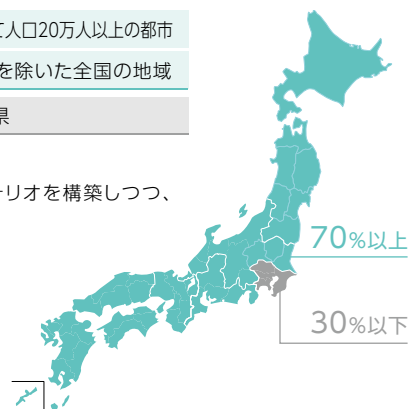 て人口20万人以上の都市
を除いた全国の地域
県
リオを構築しつつ、
70%以上
30%以下